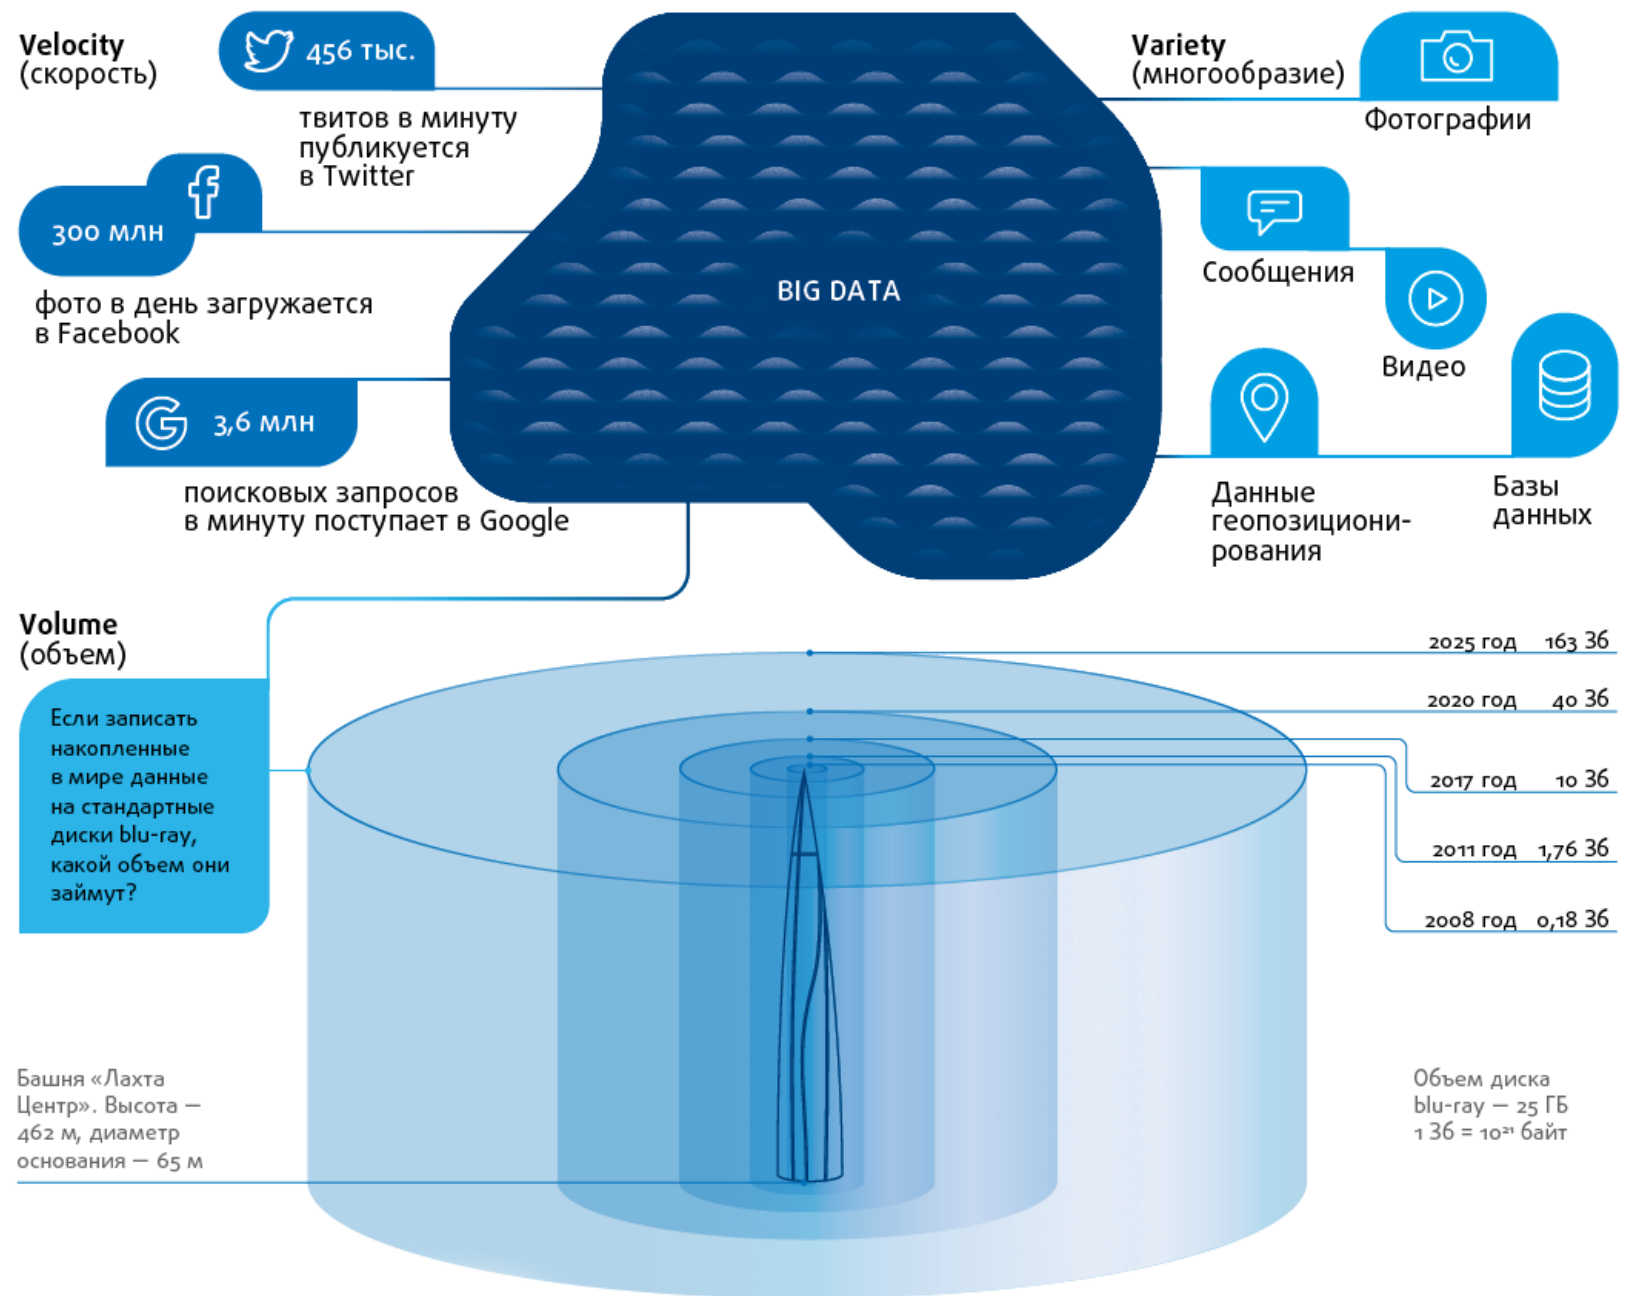 Velocity
(скорость)
456 тыс.
твитов в минуту
публикуется
в Twitter
300 млн
фото в день загружается
в Facebook
3,6 млн
поисковых запросов
в минуту поступает в Google
BIG DATA
Variety
(многообразие)
Фотографии
Сообщения
Видео
Данные
геопозициони-
рования
Базы
данных
Volume
(объем)
Если записать
накопленные
в мире данные
на стандартные
диски blu-ray,
какой объем они
займут?
2025 год 163 Зб
2020 год 40 Зб
2017 год 10 Зб
2011 год 1,76 Зб
2008 год 0,18 Зб
Башня «Лахта
Центр». Высота —
462 м, диаметр
основания — 65 м
Объем диска
blu-ray — 25 ГБ
1 Зб = 10²¹ байт